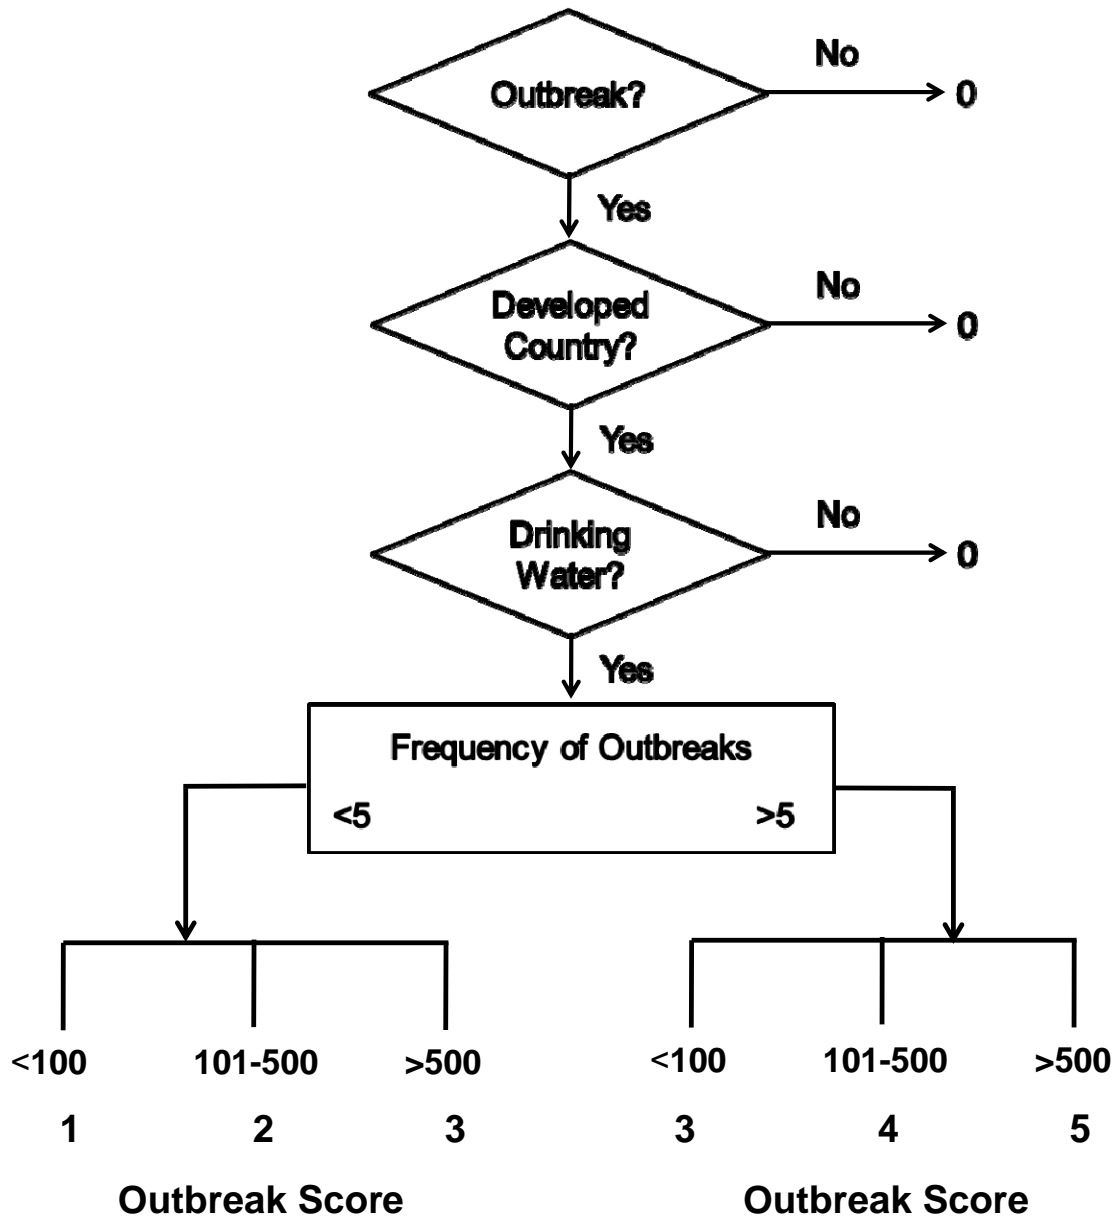 Outbreak?
No
0
Yes
Developed
Country?
No
0
Yes
Drinking
Water?
No
0
Yes
Frequency of Outbreaks
<5 >5
<100 101-500 >500 <100 101-500 >500
1 2 3 3 4 5
Outbreak Score Outbreak Score